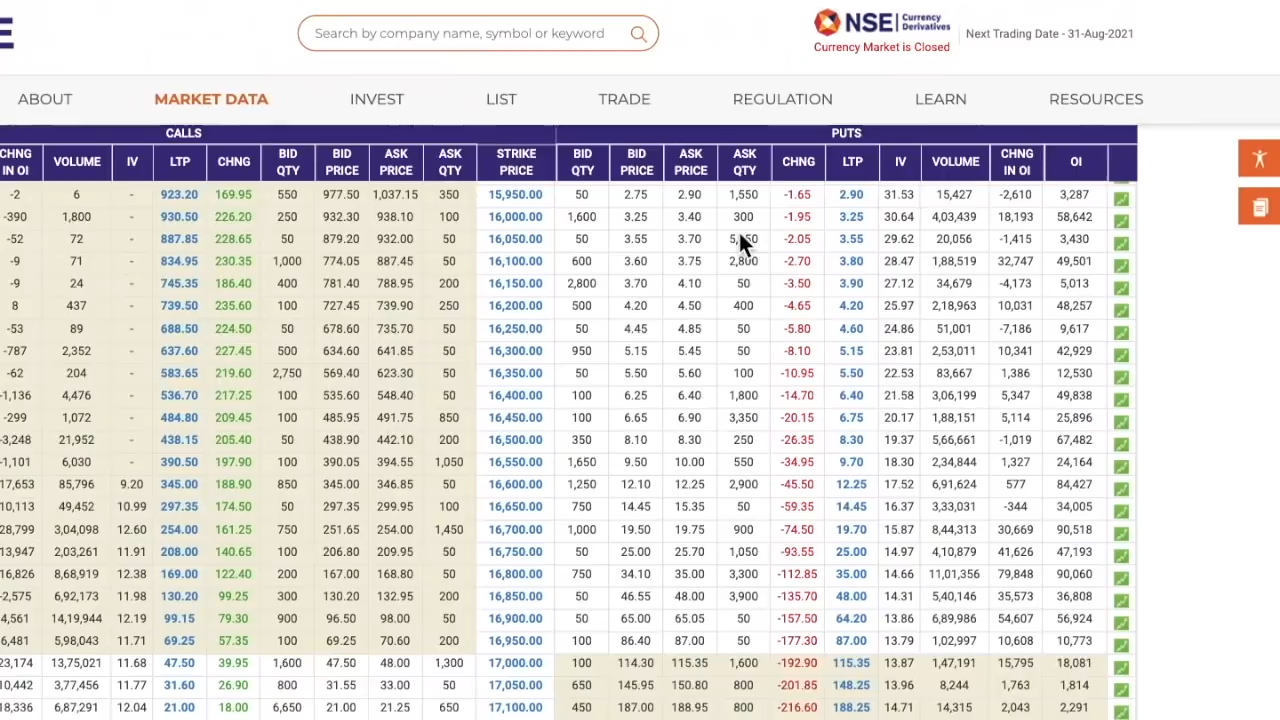 Search by company name, symbol or keyword
NSE Currency Derivatives
Currency Market is Closed
Next Trading Date - 31-Aug-2021
ABOUT MARKET DATA INVEST LIST TRADE REGULATION LEARN RESOURCES
CALLS PUTS
CHNG IN OI VOLUME IV LTP CHNG BID QTY BID PRICE ASK PRICE ASK QTY STRIKE PRICE BID QTY BID PRICE ASK PRICE ASK QTY CHNG LTP IV VOLUME CHNG IN OI OI
-2 6 - 923.20 169.95 550 977.50 1,037.15 350 15,950.00 50 2.75 2.90 1,550 -1.65 2.90 31.53 15,427 -2,610 3,287
-390 1,800 - 930.50 226.20 250 932.30 938.10 100 16,000.00 1,600 3.25 3.40 300 -1.95 3.25 30.64 4,03,439 18,193 58,642
-52 72 - 887.85 228.65 50 879.20 932.00 50 16,050.00 50 3.55 3.70 -2.05 3.55 29.62 20,056 -1,415 3,430
-9 71 - 834.95 230.35 1,000 774.05 887.45 50 16,100.00 600 3.60 3.75 2,800 -2.70 3.80 28.47 1,88,519 32,747 49,501
-9 24 - 745.35 186.40 400 781.40 788.95 200 16,150.00 2,800 3.70 4.10 50 -3.50 3.90 27.12 34,679 -4,173 5,013
8 437 - 739.50 235.60 100 727.45 739.90 250 16,200.00 500 4.20 4.50 400 -4.65 4.20 25.97 2,18,963 10,031 48,257
-53 89 - 688.50 224.50 50 678.60 735.70 50 16,250.00 50 4.45 4.85 50 -5.80 4.60 24.86 51,001 -7,186 9,617
-787 2,352 - 637.60 227.45 500 634.60 641.85 50 16,300.00 950 5.15 5.45 50 -8.10 5.15 23.81 2,53,011 10,341 42,929
-62 204 - 583.65 219.60 2,750 569.40 623.30 50 16,350.00 50 5.50 5.60 100 -10.95 5.50 22.53 83,667 1,386 12,530
-1,136 4,476 - 536.70 217.25 100 535.60 548.40 50 16,400.00 100 6.25 6.40 1,800 -14.70 6.40 21.58 3,06,199 5,347 49,838
-299 1,072 - 484.80 209.45 100 485.95 491.75 850 16,450.00 100 6.65 6.90 3,350 -20.15 6.75 20.17 1,88,151 5,114 25,896
-3,248 21,952 - 438.15 205.40 50 438.90 442.10 200 16,500.00 350 8.10 8.30 250 -26.35 8.30 19.37 5,66,661 -1,019 67,482
-1,101 6,030 - 390.50 197.90 100 390.05 394.55 1,050 16,550.00 1,650 9.50 10.00 550 -34.95 9.70 18.30 2,34,844 1,327 24,164
17,653 85,796 9.20 345.00 188.90 850 345.00 346.85 50 16,600.00 1,250 12.10 12.25 2,900 -45.50 12.25 17.52 6,91,624 577 84,427
10,113 49,452 10.99 297.35 174.50 50 297.35 299.95 100 16,650.00 750 14.45 15.35 50 -59.35 14.45 16.37 3,33,031 -344 34,005
28,799 3,04,098 12.60 254.00 161.25 750 251.65 254.00 1,450 16,700.00 1,000 19.50 19.75 900 -74.50 19.70 15.87 8,44,313 30,669 90,518
13,947 2,03,261 11.91 208.00 140.65 100 206.80 209.95 50 16,750.00 50 25.00 25.70 1,050 -93.55 25.00 14.97 4,10,879 41,626 47,193
16,826 8,68,919 12.38 169.00 122.40 200 167.00 168.80 50 16,800.00 750 34.10 35.00 3,300 -112.85 35.00 14.66 11,01,356 79,848 90,060
-2,575 6,92,173 11.98 130.20 99.25 300 130.20 132.95 200 16,850.00 50 46.55 48.00 3,900 -135.70 48.00 14.31 5,40,146 35,573 36,808
4,561 14,19,944 12.19 99.15 79.30 900 96.50 98.00 50 16,900.00 50 65.00 65.05 50 -157.50 64.20 13.86 6,89,986 54,607 56,924
6,481 5,98,043 11.71 69.25 57.35 100 69.25 70.60 200 16,950.00 100 86.40 87.00 50 -177.30 87.00 13.79 1,02,997 10,608 10,773
23,174 13,75,021 11.68 47.50 39.95 1,600 47.50 48.00 1,300 17,000.00 100 114.30 115.35 1,600 -192.90 115.35 13.87 1,47,191 15,795 18,081
10,442 3,77,456 11.77 31.60 26.90 800 31.55 33.00 50 17,050.00 650 145.95 150.80 800 -201.85 148.25 13.96 8,244 1,763 1,814
18,336 6,87,291 12.04 21.00 18.00 6,650 21.00 21.25 650 17,100.00 450 187.00 188.95 800 -216.60 188.25 14.71 14,315 2,043 2,291